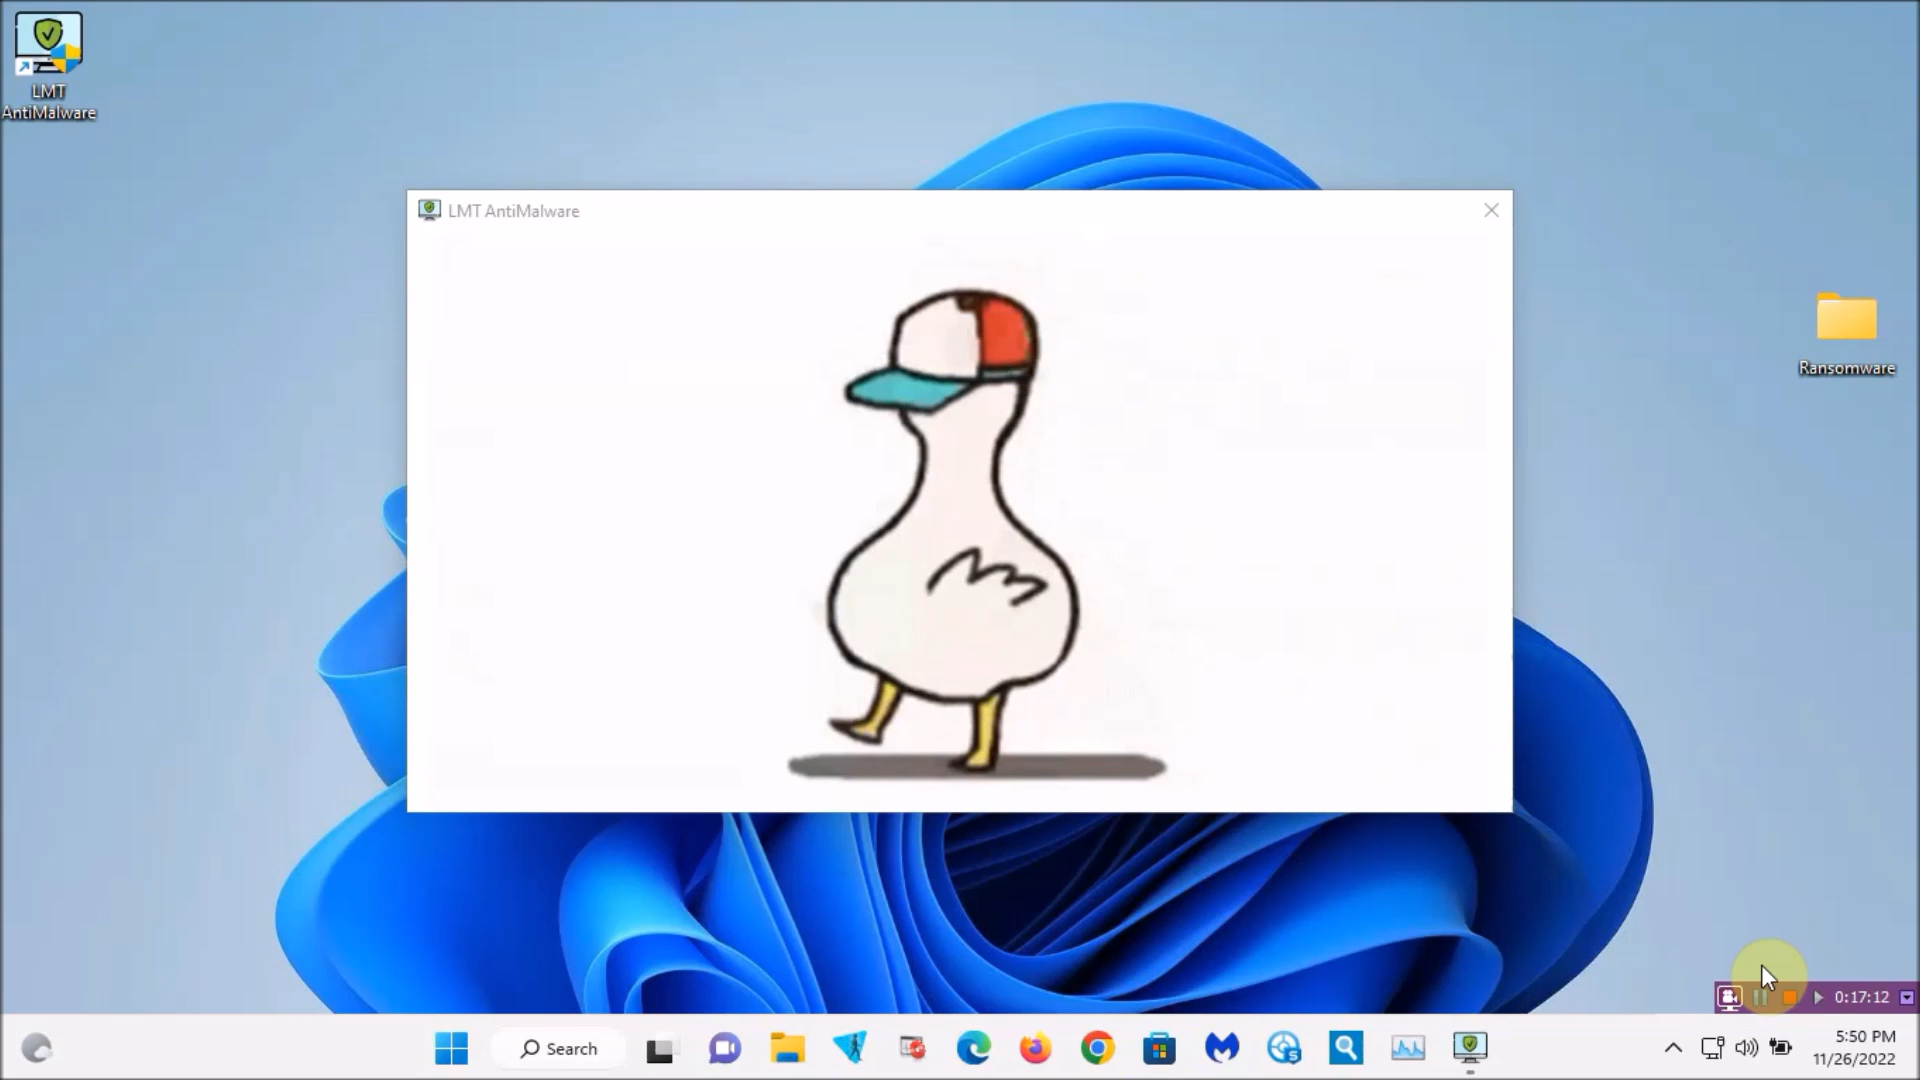 LMT
AntiMalware
LMT AntiMalware
Ransomware
0:17:12
Search
5:50 PM
11/26/2022